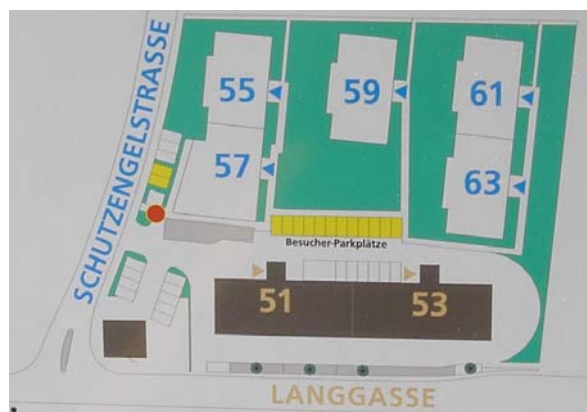 SCHUTZENGELSTRASSE
55
59
61
57
63
Besucher-Parkplätze
51
53
LANGGASSE